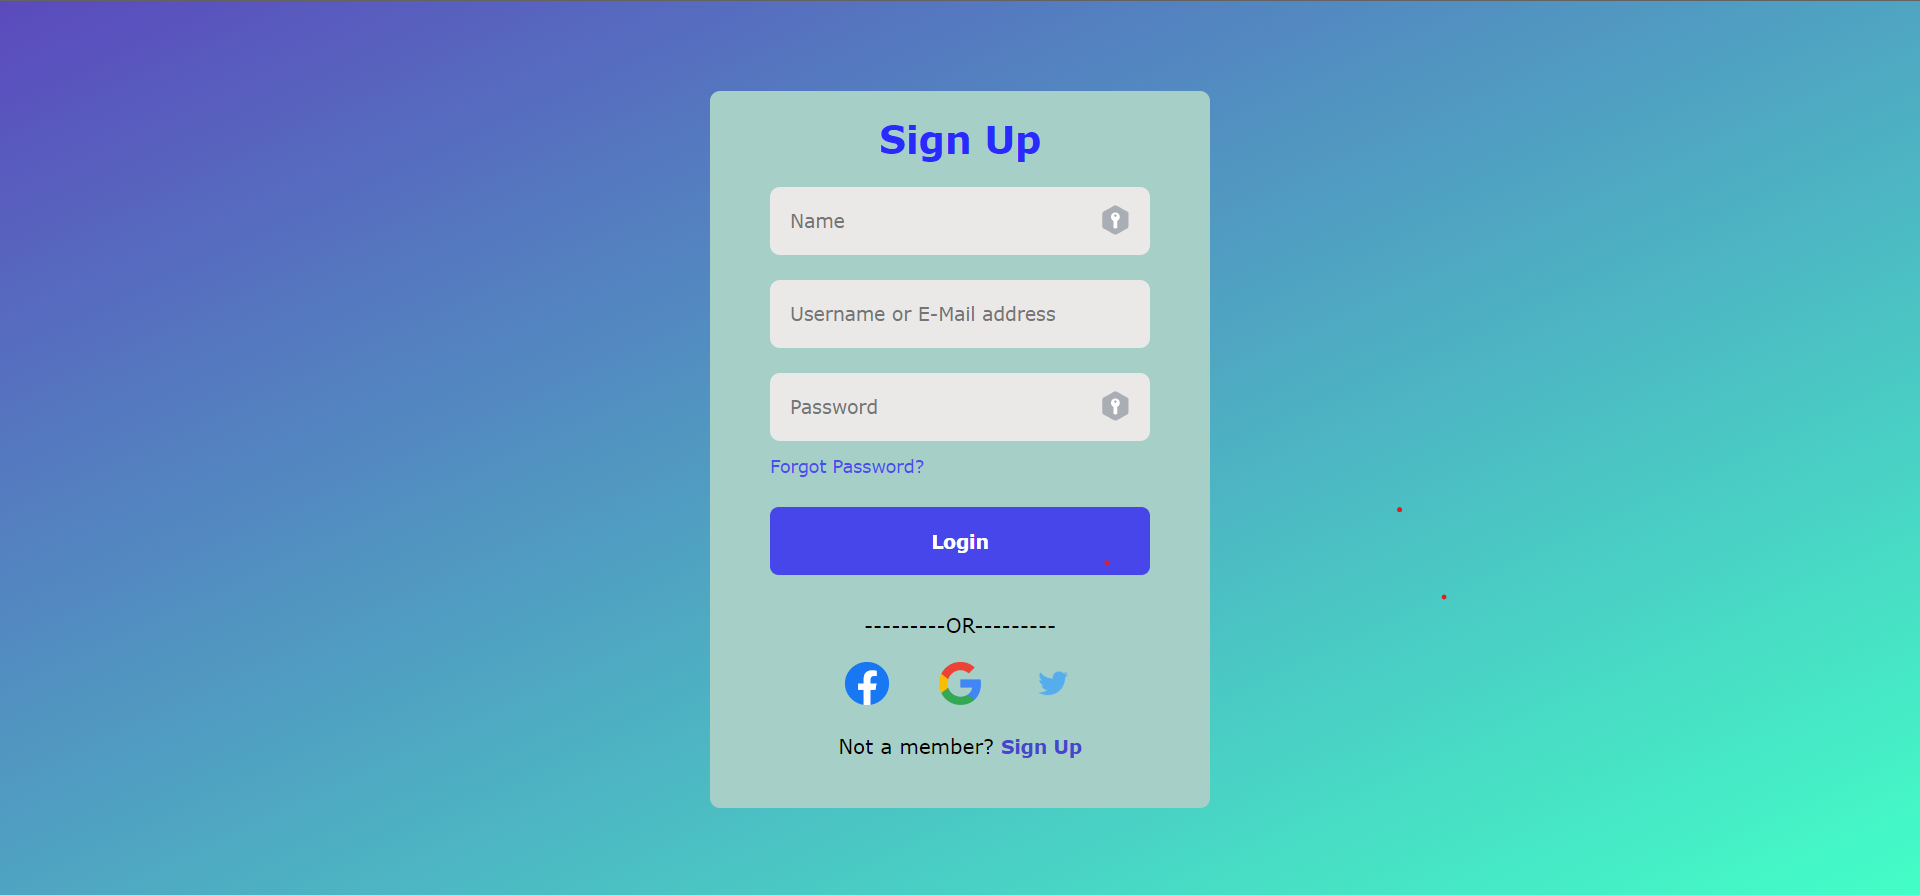 Sign Up
Name
Username or E-Mail address
Password
Forgot Password?
Login
---------OR---------
Not a member? Sign Up